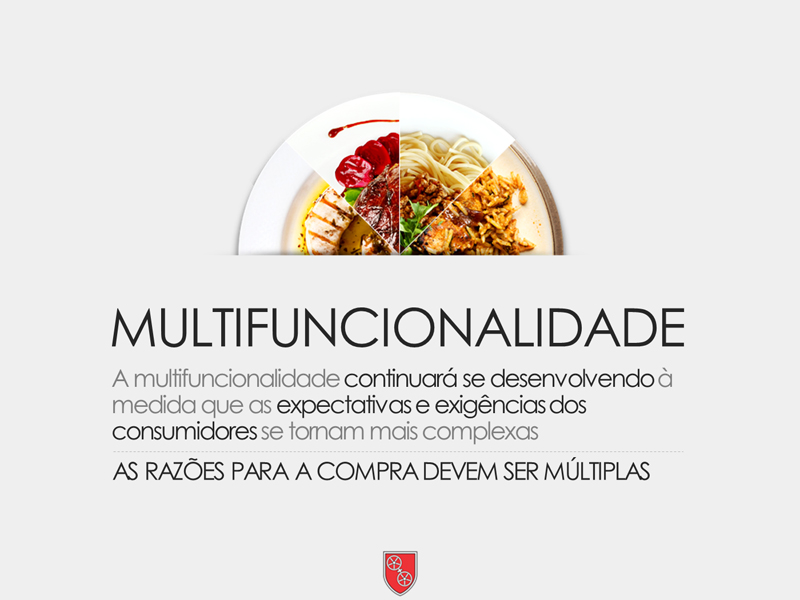 MULTIFUNCIONALIDADE
A multifuncionalidade continuará se desenvolvendo à
medida que as expectativas e exigências dos
consumidores se tornam mais complexas
AS RAZÕES PARA A COMPRA DEVEM SER MÚLTIPLAS